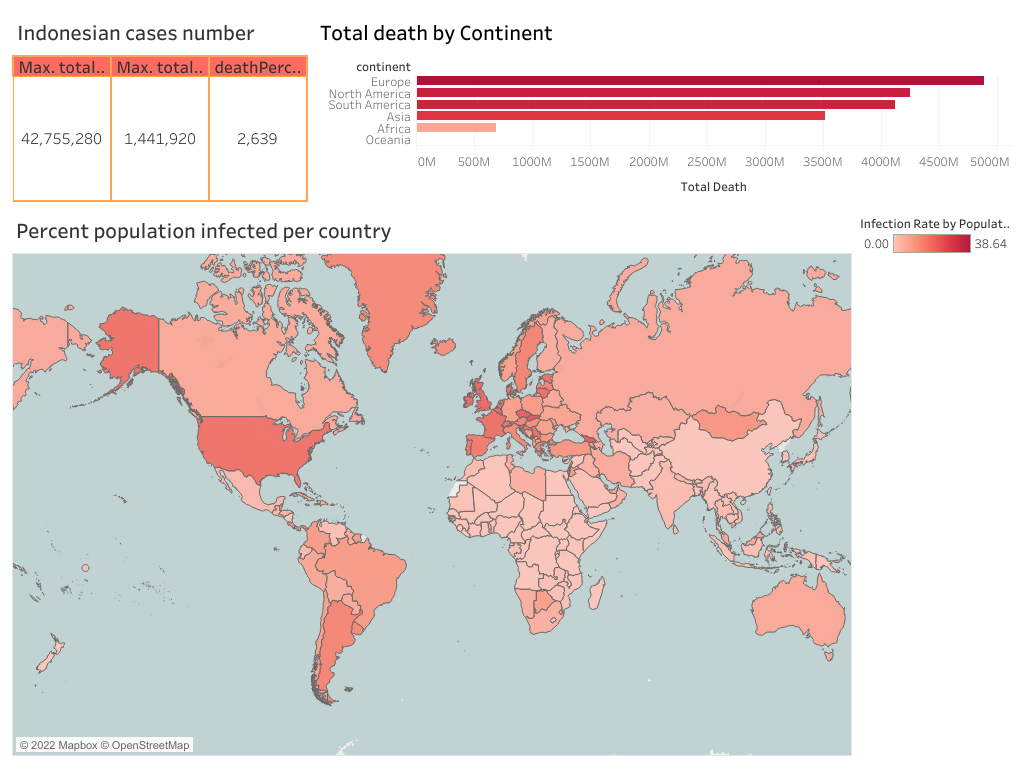 Indonesian cases number
Max. total.. Max. total.. deathPerc..
42,755,280 1,441,920 2,639
Total death by Continent
continent
Europe
North America
South America
Asia
Africa
Oceania
0M 500M 1000M 1500M 2000M 2500M 3000M 3500M 4000M 4500M 5000M
Total Death
Percent population infected per country
Infection Rate by Populat..
0.00 38.64
© 2022 Mapbox © OpenStreetMap